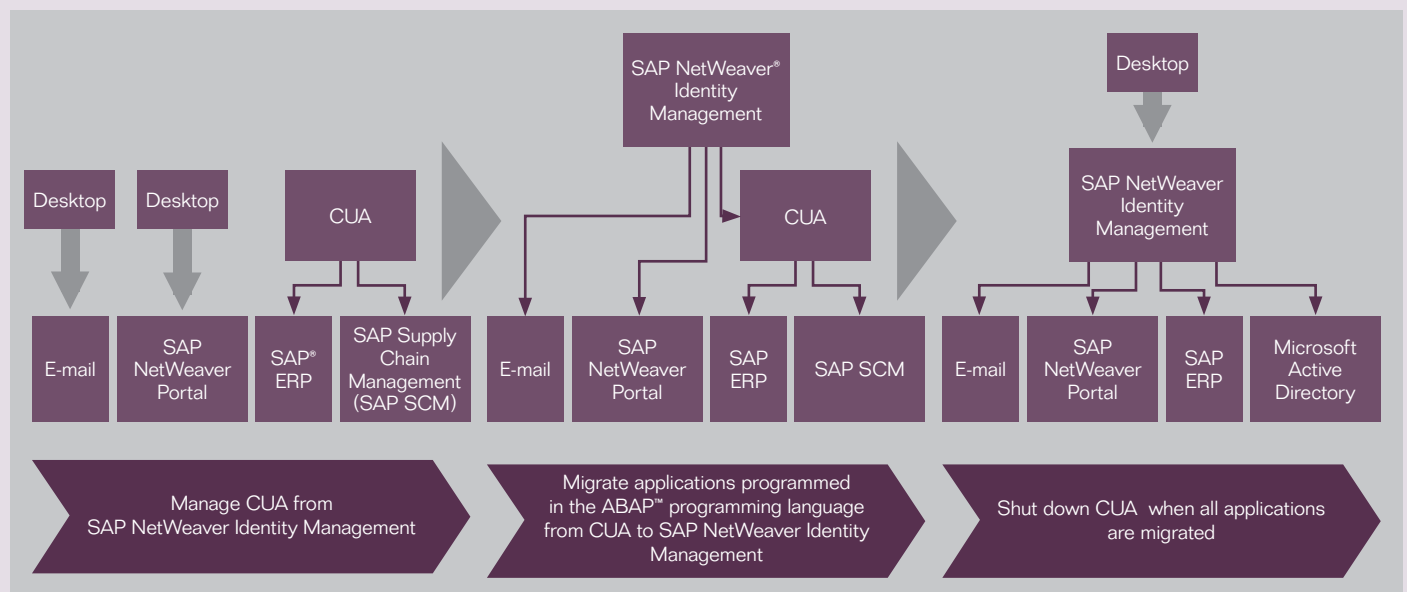 Desktop
Desktop
CUA
E-mail
SAP
NetWeaver
Portal
SAP®
ERP
SAP Supply
Chain
Management
(SAP SCM)
Manage CUA from
SAP NetWeaver Identity Management
SAP NetWeaver®
Identity
Management
CUA
E-mail
SAP
NetWeaver
Portal
SAP
ERP
SAP SCM
Migrate applications programmed
in the ABAP™ programming language
from CUA to SAP NetWeaver Identity
Management
Desktop
SAP NetWeaver
Identity
Management
E-mail
SAP
NetWeaver
Portal
SAP
ERP
Microsoft
Active
Directory
Shut down CUA when all applications
are migrated